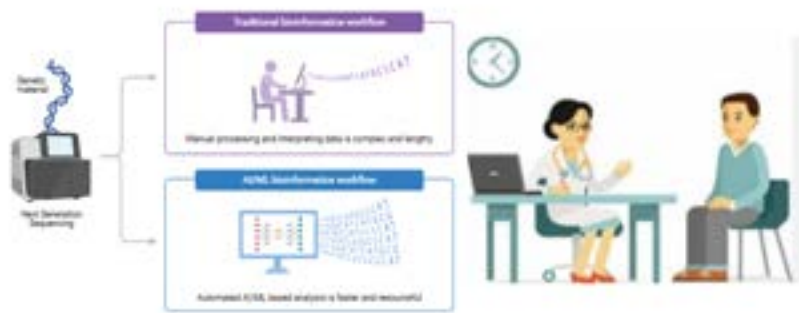 Traditional bioinformatics workflow
Genetic
material
Manual processing and interpreting data is complex and lengthy
Next Generation
Sequencing
AI/ML bioinformatics workflow
Automated AI/ML based analysis is faster and resourceful